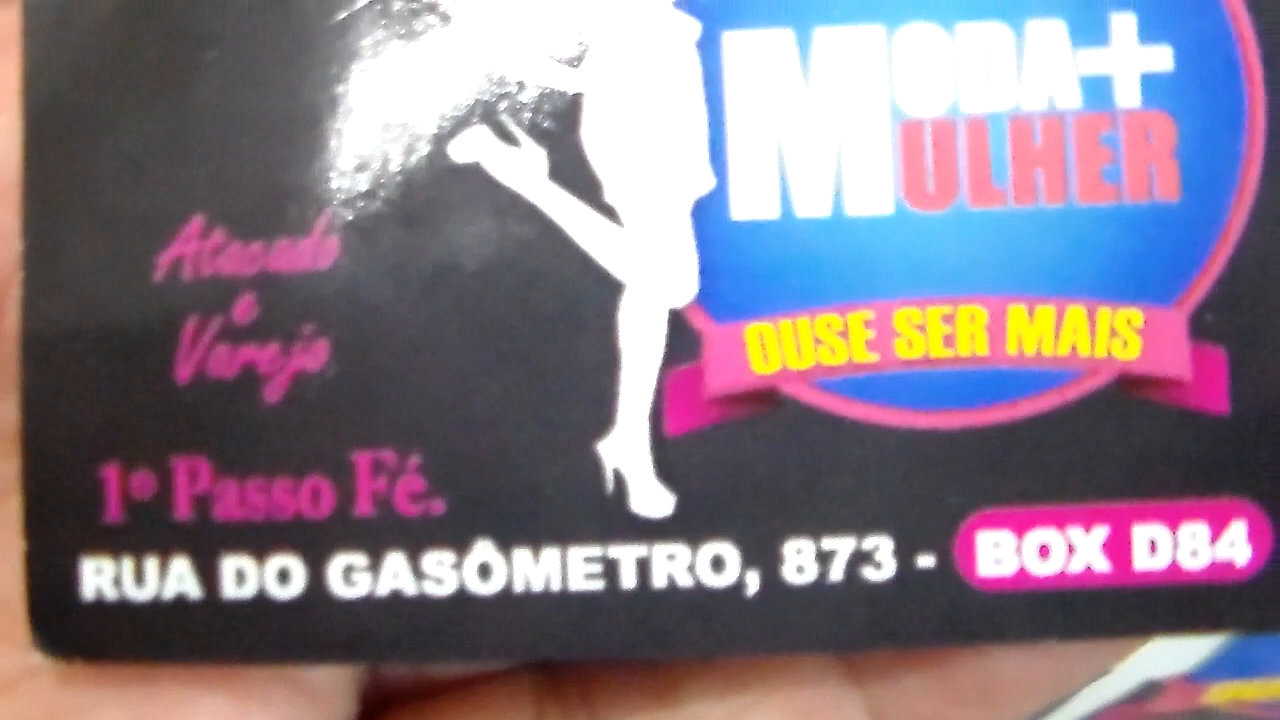 MODA+
MULHER
OUSE SER MAIS
Atacado
e
Varejo
1º Passo Fé.
RUA DO GASÔMETRO, 873 - BOX D84